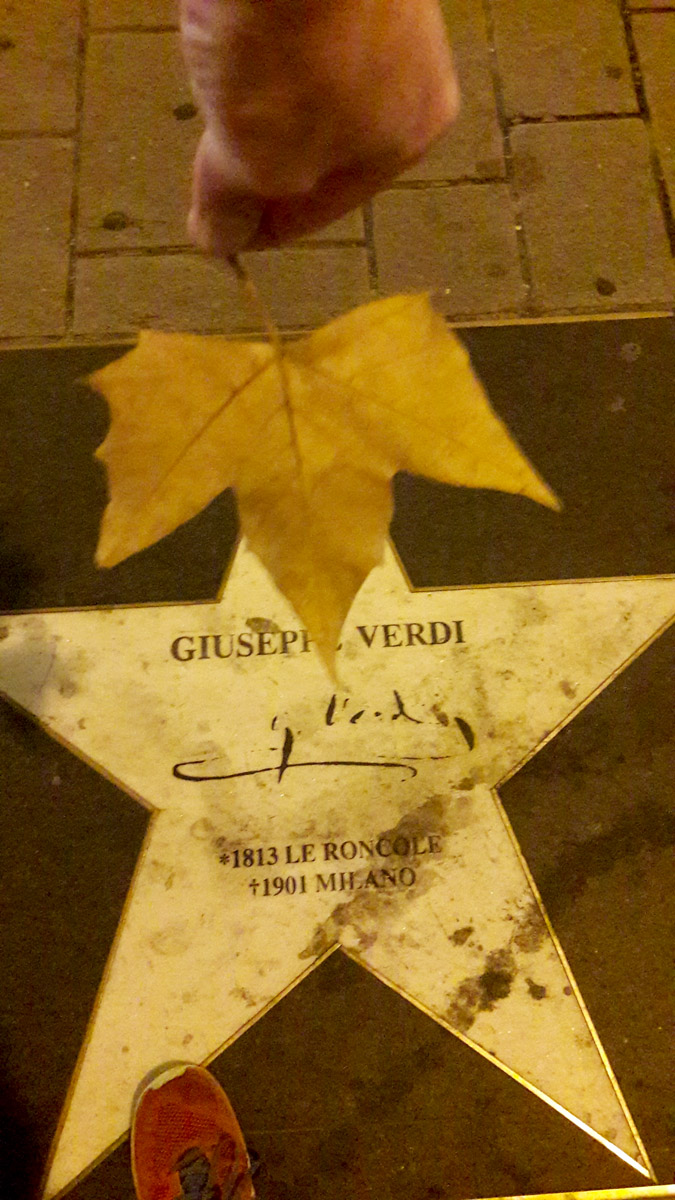 GIUSEPPE VERDI
G. Verdi
*1813 LE RONCOLE
†1901 MILANO